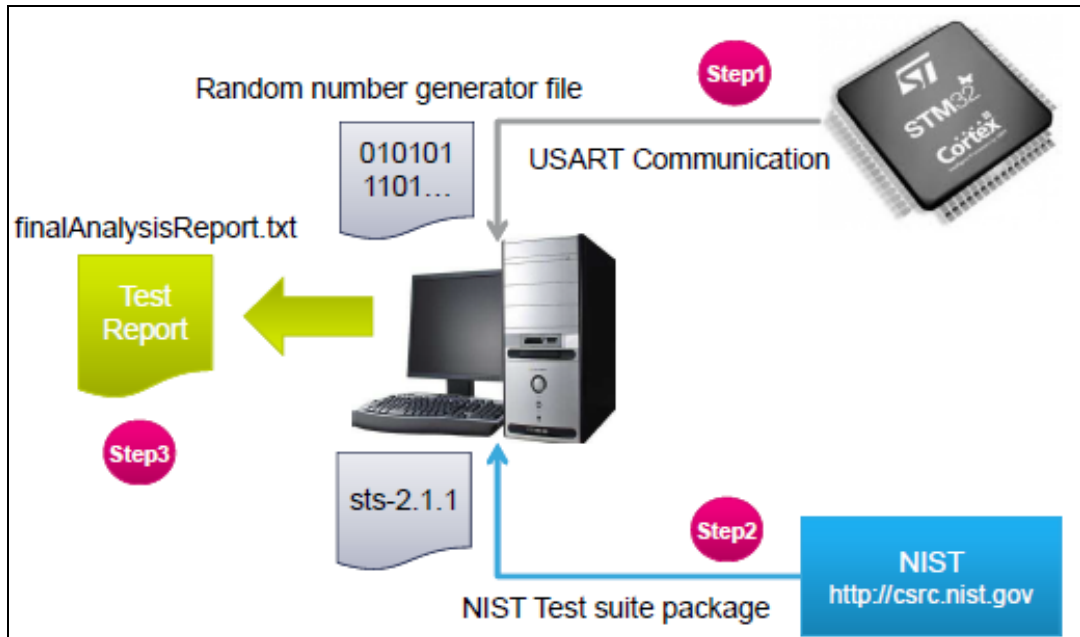 Step1
Random number generator file
010101
1101...
USART Communication
STM32
Cortex
finalAnalysisReport.txt
Test
Report
Step3
sts-2.1.1
Step2
NIST
http://csrc.nist.gov
NIST Test suite package